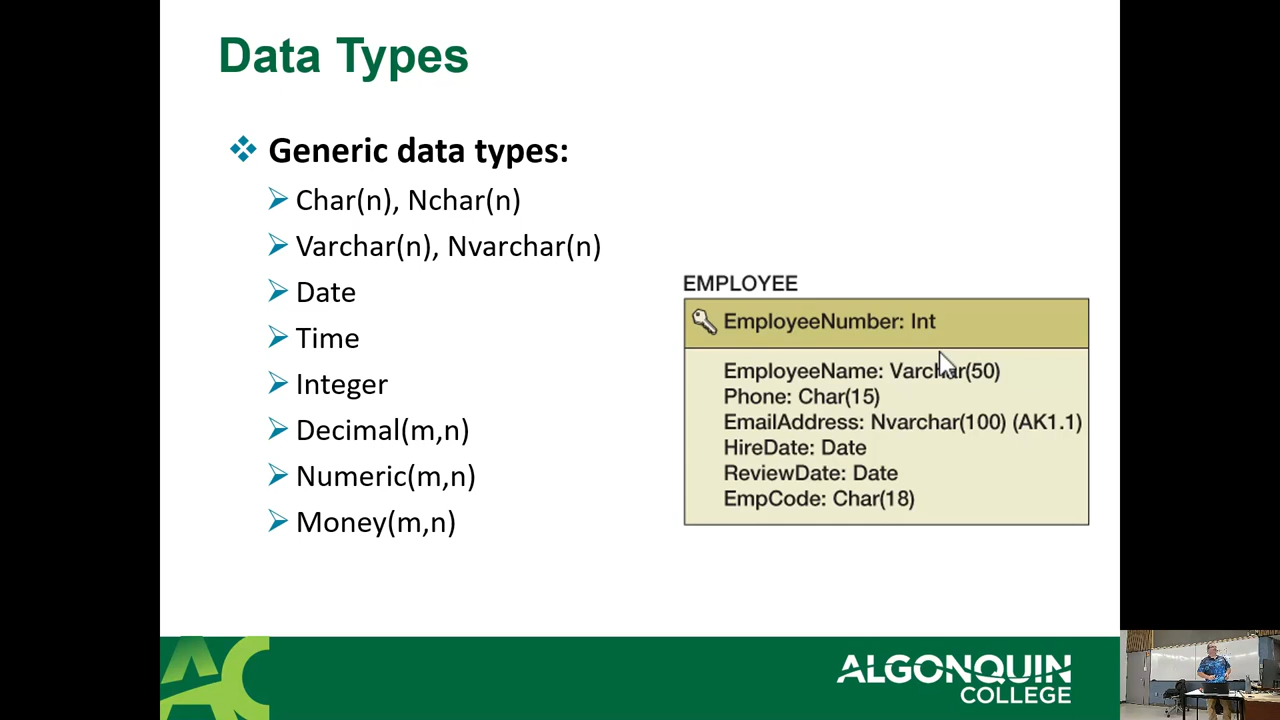 Data Types
Generic data types:
Char(n), Nchar(n)
Varchar(n), Nvarchar(n)
Date
Time
Integer
Decimal(m,n)
Numeric(m,n)
Money(m,n)
EMPLOYEE
EmployeeNumber: Int
EmployeeName: Varchar(50)
Phone: Char(15)
EmailAddress: Nvarchar(100) (AK1.1)
HireDate: Date
ReviewDate: Date
EmpCode: Char(18)
AC
ALGONQUIN
COLLEGE